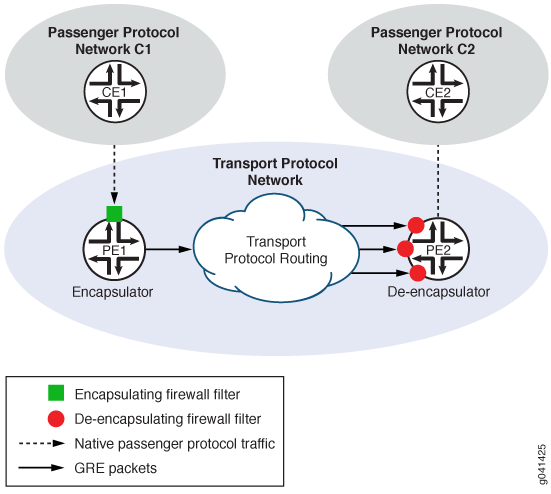 Passenger Protocol
Network C1
CE1
Passenger Protocol
Network C2
CE2
Transport Protocol
Network
PE1
Encapsulator
Transport
Protocol Routing
PE2
De-encapsulator
Encapsulating firewall filter
De-encapsulating firewall filter
Native passenger protocol traffic
GRE packets
g041425